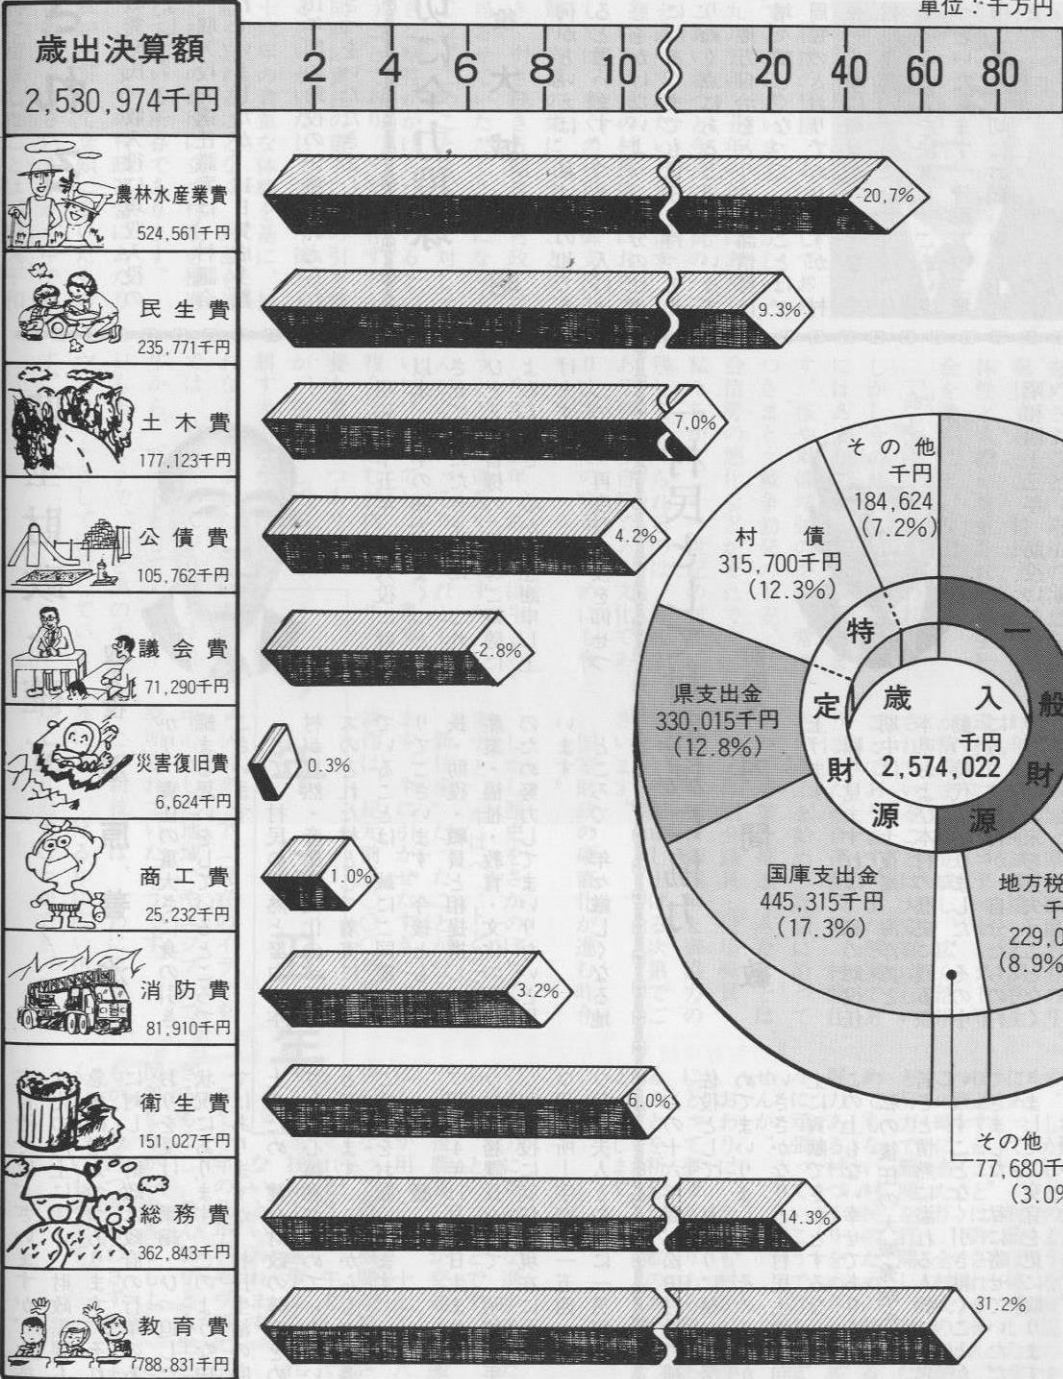 単位:千万円
歳出決算額
2,530,974千円
2 4 6 8 10 20 40 60 80
農林水産業費
524,561千円
20,7%
民生費
235,771千円
9.3%
土木費
177,123千円
7,0%
公債費
105,762千円
4.2%
議会費
71,290千円
2.8%
災害復旧費
6,624千円
0.3%
商工費
25,232千円
1.0%
消防費
81,910千円
3.2%
衛生費
151,027千円
6.0%
総務費
362,843千円
14.3%
教育費
788,831千円
31.2%
その他
千円
184,624
(7.2%)
村債
315,700千円
(12.3%)
県支出金
330,015千円
(12.8%)
国庫支出金
445,315千円
(17.3%)
特定財源
一般財源
歳入
千円
2,574,022
地方税
千
229,0
(8.9%
その他
77,680千
(3.0%